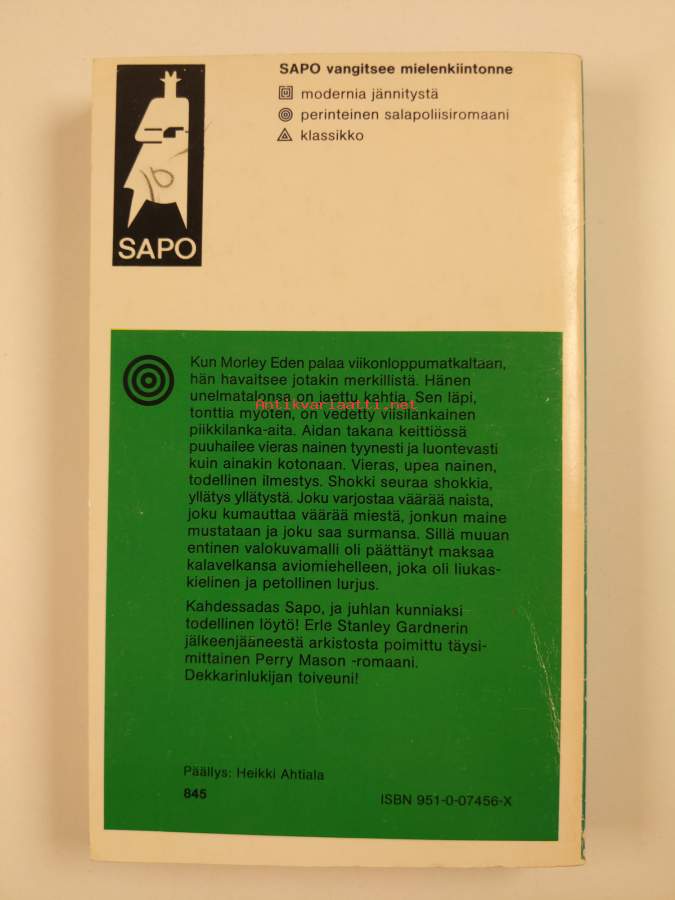 SAPO vangitsee mielenkiintonne
modernia jännitystä
perinteinen salapoliisiromaani
klassikko
10
SAPO
Kun Morley Eden palaa viikonloppumatkaltaan,
hän havaitsee jotakin merkillistä. Hänen
unelmatalonsa on jaettu kahtia. Sen läpi,
Antikvariaatti.net
tonttia myöten, on vedetty viisilankainen
piikkilanka-aita. Aidan takana keittiössä
puuhailee vieras nainen tyynesti ja luontevasti
kuin ainakin kotonaan. Vieras, upea nainen,
todellinen ilmestys. Shokki seuraa shokkia,
yllätys yllätystä. Joku varjostaa väärää naista,
joku kumauttaa väärää miestä, jonkun maine
mustataan ja joku saa surmansa. Sillä muuan
entinen valokuvamalli oli päättänyt maksaa
kalavelkansa aviomiehelleen, joka oli liukas-
kielinen ja petollinen lurjus.
Kahdessadas Sapo, ja juhlan kunniaksi
todellinen löytö! Erle Stanley Gardnerin
jälkeenjääneestä arkistosta poimittu täysi-
mittainen Perry Mason -romaani.
Dekkarinlukijan toiveuni!
Päällys: Heikki Ahtiala
845
ISBN 951-0-07456-X